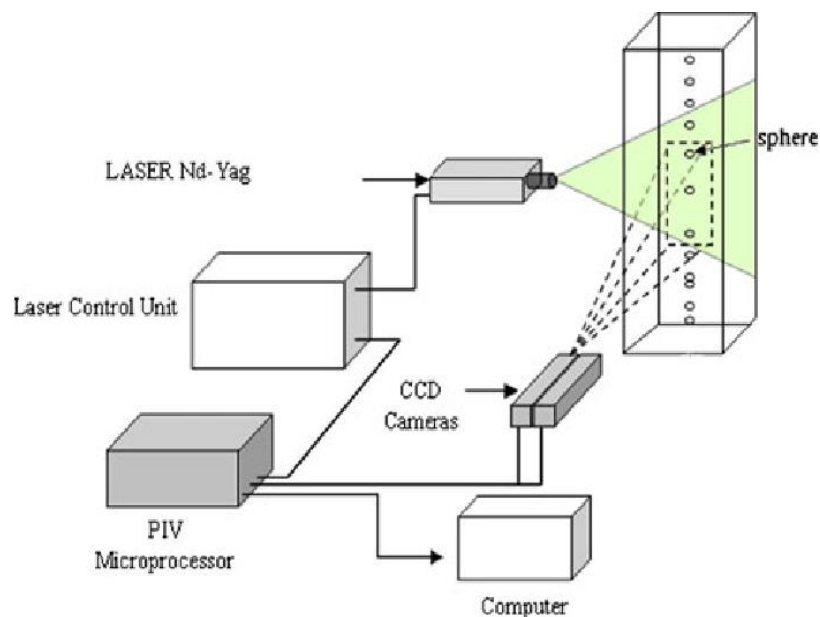 sphere
LASER Nd-Yag
Laser Control Unit
CCD
Cameras
PIV
Microprocessor
Computer